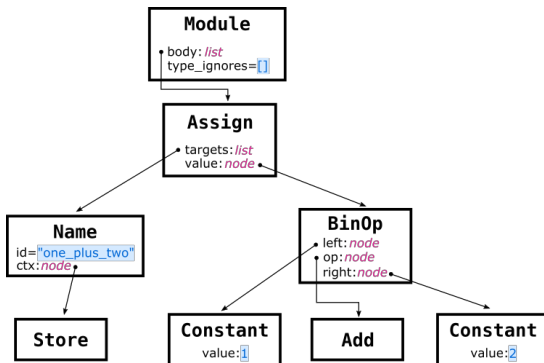 Module
body:list
type_ignores=[]
Assign
targets:list
value:node
Name
id="one_plus_two"
ctx:node
BinOp
left:node
op:node
right:node
Store
Constant
value:1
Add
Constant
value:2